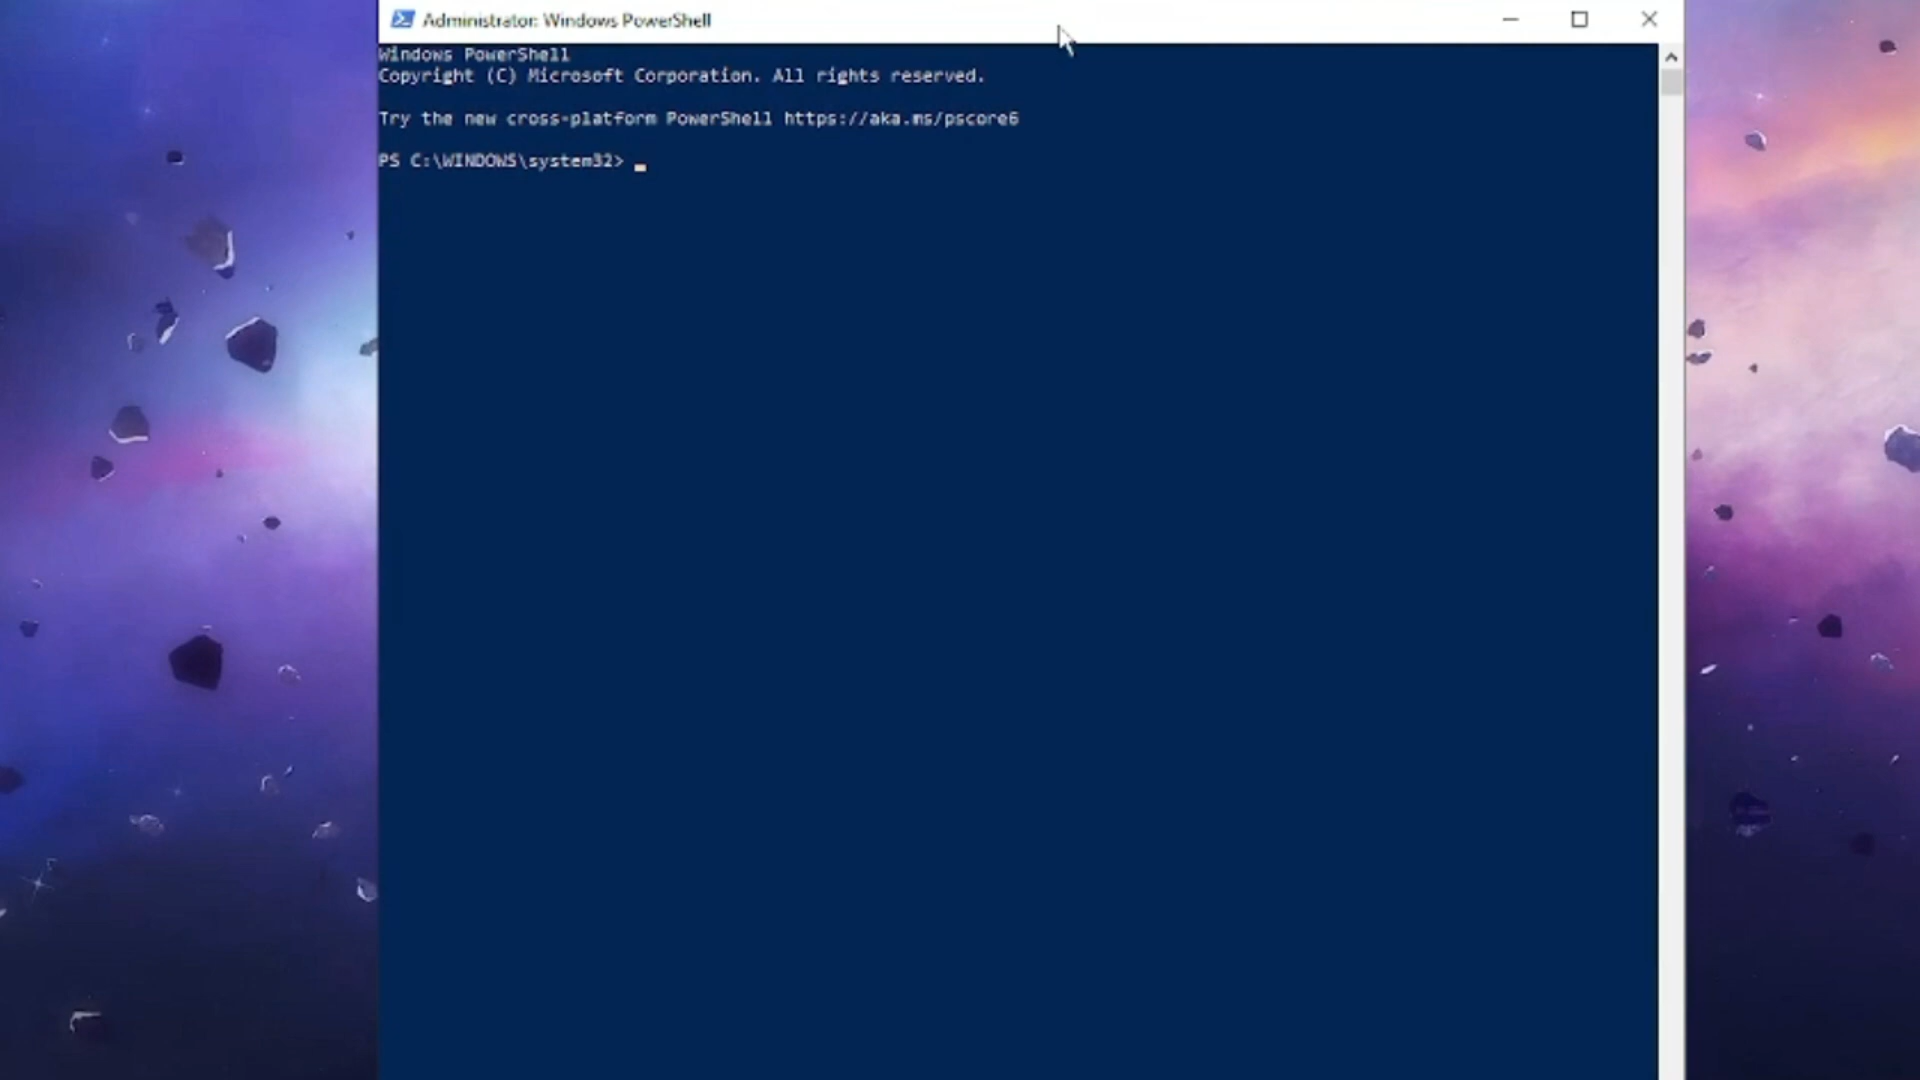 Administrator: Windows PowerShell
Windows PowerShell
Copyright (C) Microsoft Corporation. All rights reserved.
Try the new cross-platform PowerShell https://aka.ms/pscore6
PS C:\WINDOWS\system32>